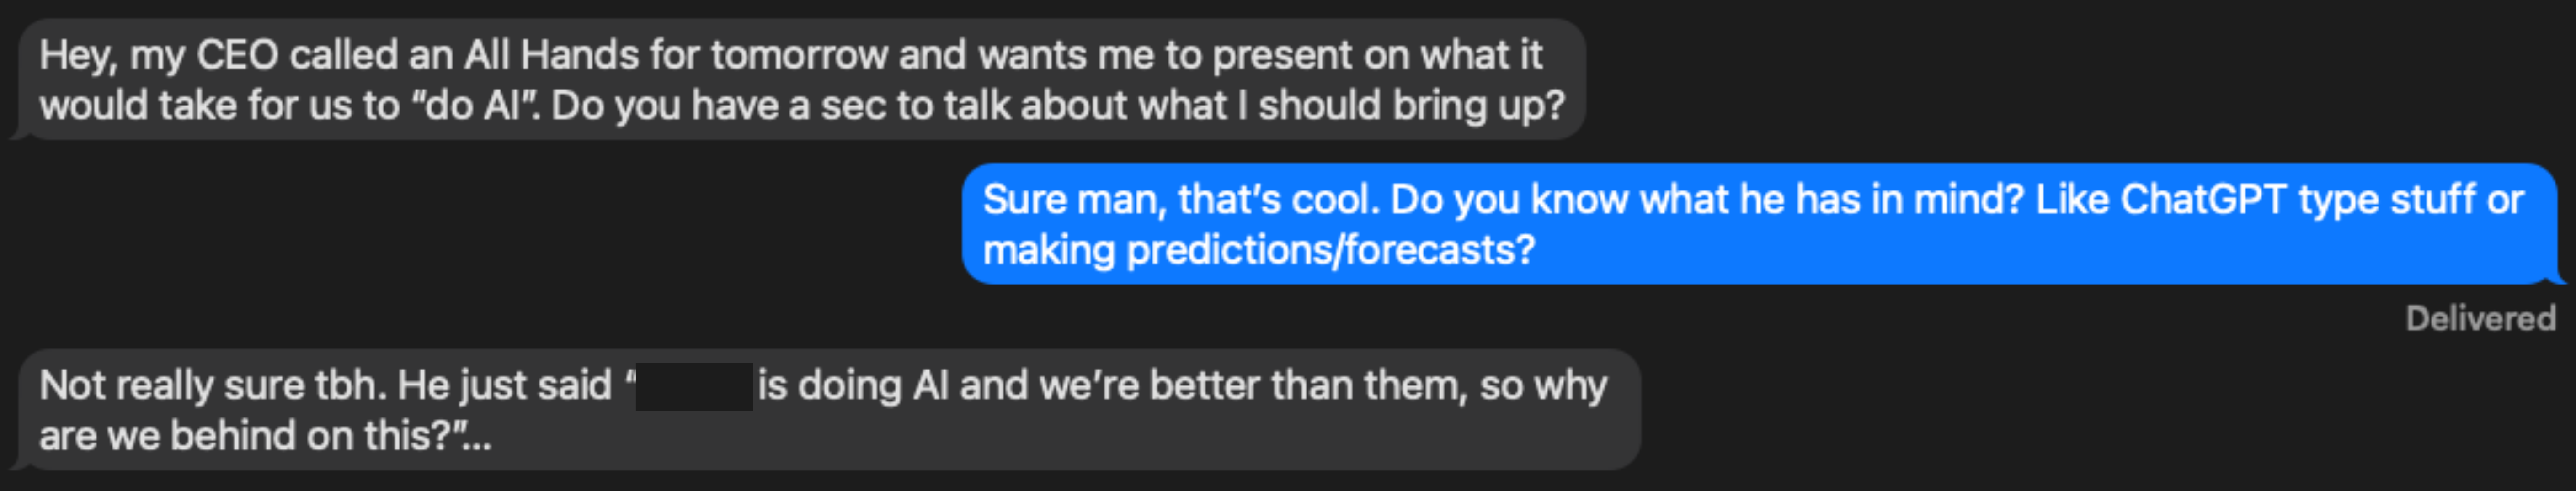 Hey, my CEO called an All Hands for tomorrow and wants me to present on what it
would take for us to “do AI”. Do you have a sec to talk about what I should bring up?
Sure man, that’s cool. Do you know what he has in mind? Like ChatGPT type stuff or
making predictions/forecasts?
Delivered
Not really sure tbh. He just said “ is doing AI and we’re better than them, so why
are we behind on this?”...